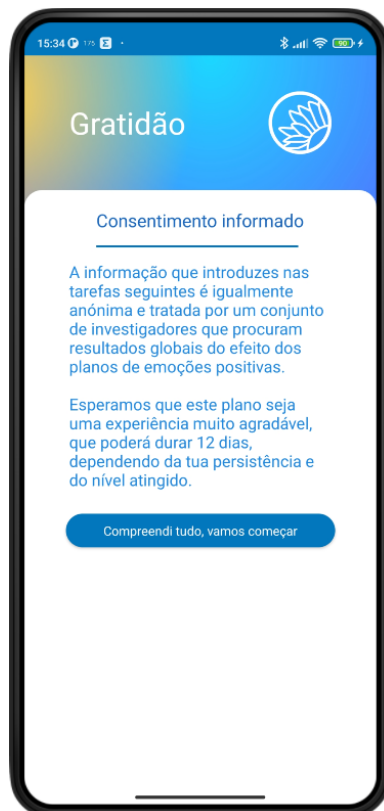 15:34 175
90
Gratidão
Consentimento informado
A informação que introduzes nas
tarefas seguintes é igualmente
anónima e tratada por um conjunto
de investigadores que procuram
resultados globais do efeito dos
planos de emoções positivas.
Esperamos que este plano seja
uma experiência muito agradável,
que poderá durar 12 dias,
dependendo da tua persistência e
do nível atingido.
Compreendi tudo, vamos começar